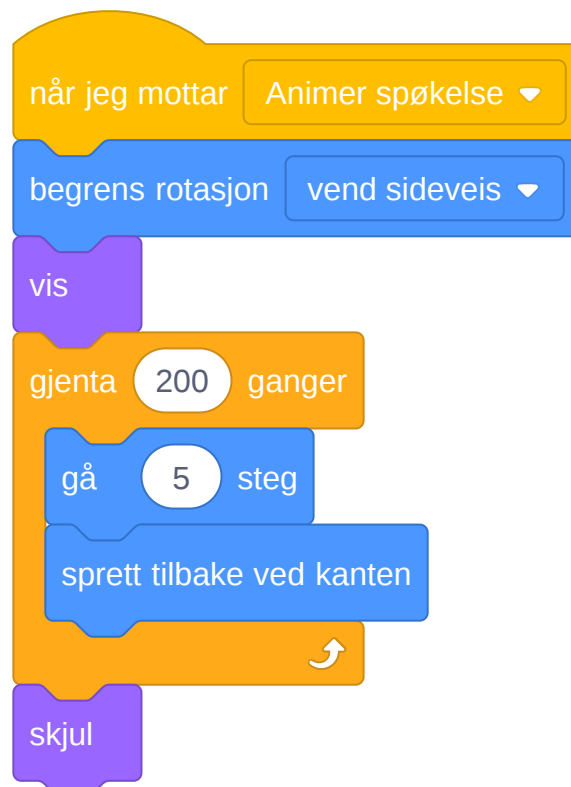 når jeg mottar Animer spøkelse
begrens rotasjon vend sideveis
vis
gjenta 200 ganger
gå 5 steg
sprett tilbake ved kanten
skjul